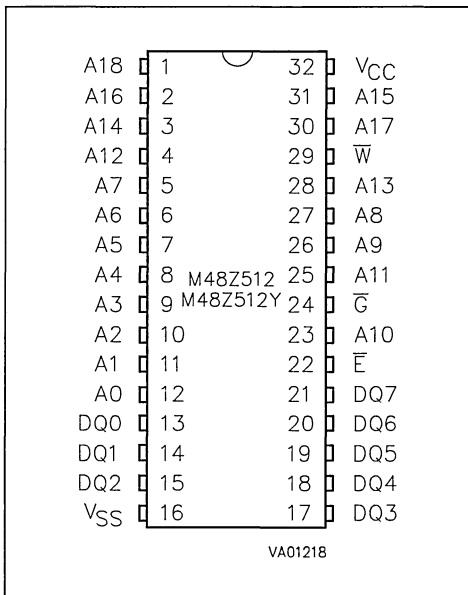 A18 1 32 VCC
A16 2 31 A15
A14 3 30 A17
A12 4 29 W̅
A7 5 28 A13
A6 6 27 A8
A5 7 26 A9
A4 8 M48Z512 25 A11
A3 9 M48Z512Y 24 G̅
A2 10 23 A10
A1 11 22 E̅
A0 12 21 DQ7
DQ0 13 20 DQ6
DQ1 14 19 DQ5
DQ2 15 18 DQ4
VSS 16 17 DQ3
VA01218